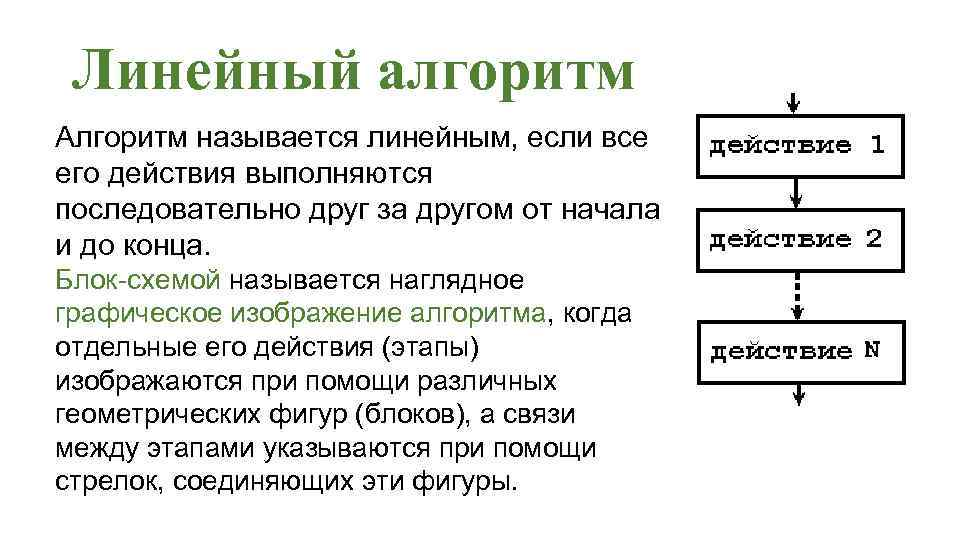 Линейный алгоритм
Алгоритм называется линейным, если все
его действия выполняются
последовательно друг за другом от начала
и до конца.
Блок-схемой называется наглядное
графическое изображение алгоритма, когда
отдельные его действия (этапы)
изображаются при помощи различных
геометрических фигур (блоков), а связи
между этапами указываются при помощи
стрелок, соединяющих эти фигуры.
действие 1
действие 2
действие N